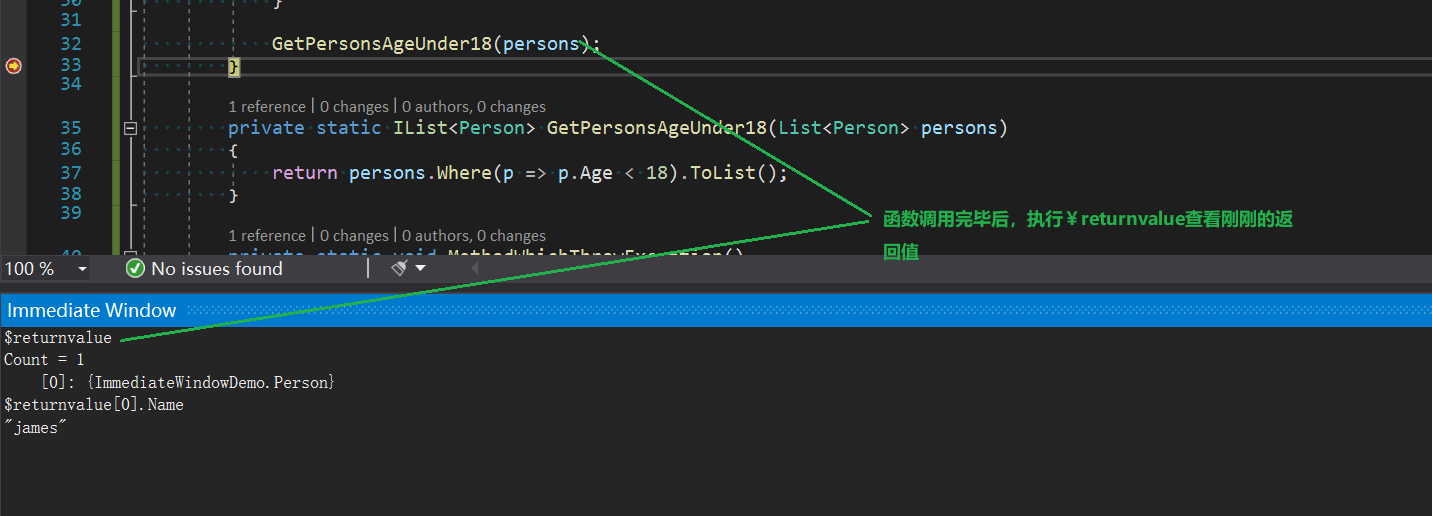 30 }
31
32 GetPersonsAgeUnder18(persons);
33 }
34
1 reference | 0 changes | 0 authors, 0 changes
35 private static IList<Person> GetPersonsAgeUnder18(List<Person> persons)
36 {
37 return persons.Where(p => p.Age < 18).ToList();
38 }
39
函数调用完毕后，执行￥returnvalue查看刚刚的返
回值
1 reference | 0 changes | 0 authors, 0 changes
40 private static void MethodWhichThrowException()
100 % No issues found
Immediate Window
$returnvalue
Count = 1
[0]: {ImmediateWindowDemo.Person}
$returnvalue[0].Name
"james"